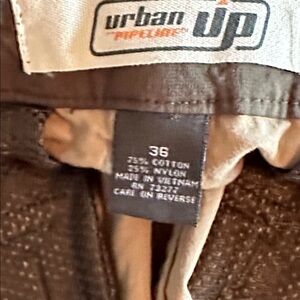 urban
"PIPELINE"
up
36
75% COTTON
25% NYLON
MADE IN VIETNAM
RN 73277
CARE ON REVERSE